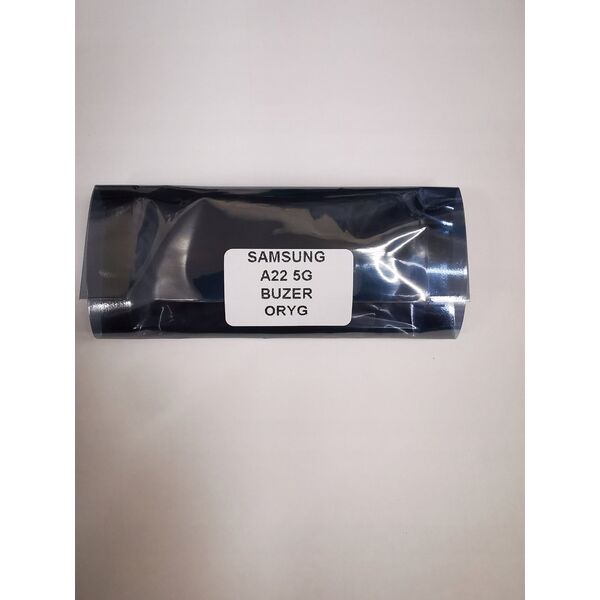 SAMSUNG
A22 5G
BUZER
ORYG